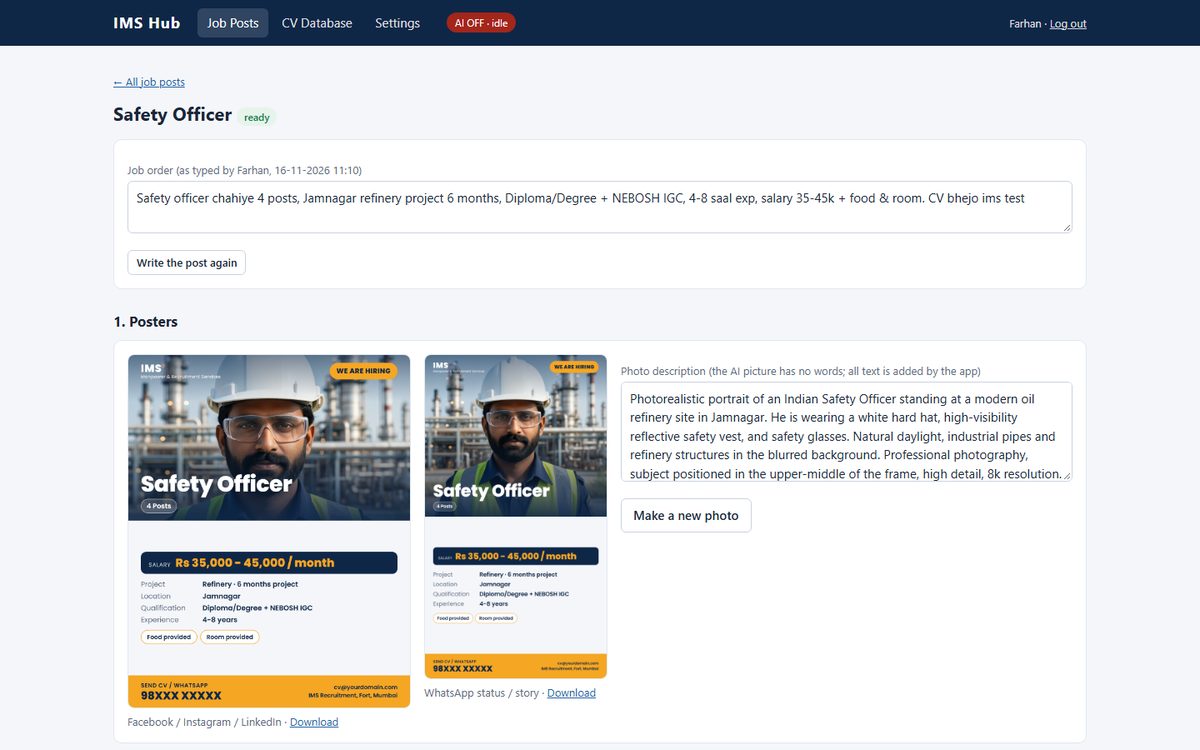 IMS Hub
Job Posts
CV Database
Settings
AI OFF · idle
Farhan · Log out
← All job posts
Safety Officer ready
Job order (as typed by Farhan, 16-11-2026 11:10)
Safety officer chahiye 4 posts, Jamnagar refinery project 6 months, Diploma/Degree + NEBOSH IGC, 4-8 saal exp, salary 35-45k + food & room. CV bhejo ims test
Write the post again
1. Posters
IMS
Manpower & Recruitment Services
WE ARE HIRING
Safety Officer
4 Posts
SALARY Rs 35,000 – 45,000 / month
Project Refinery · 6 months project
Location Jamnagar
Qualification Diploma/Degree + NEBOSH IGC
Experience 4–8 years
Food provided
Room provided
SEND CV / WHATSAPP
98XXX XXXXX
cv@yourdomain.com
IMS Recruitment, Fort, Mumbai
Facebook / Instagram / LinkedIn · Download
IMS
Manpower & Recruitment Services
WE ARE HIRING
Safety Officer
4 Posts
SALARY Rs 35,000 – 45,000 / month
Project Refinery · 6 months project
Location Jamnagar
Qualification Diploma/Degree + NEBOSH IGC
Experience 4–8 years
Food provided
Room provided
SEND CV / WHATSAPP
98XXX XXXXX
cv@yourdomain.com
IMS Recruitment, Fort, Mumbai
WhatsApp status / story · Download
Photo description (the AI picture has no words; all text is added by the app)
Photorealistic portrait of an Indian Safety Officer standing at a modern oil
refinery site in Jamnagar. He is wearing a white hard hat, high-visibility
reflective safety vest, and safety glasses. Natural daylight, industrial pipes and
refinery structures in the blurred background. Professional photography,
subject positioned in the upper-middle of the frame, high detail, 8k resolution.
Make a new photo